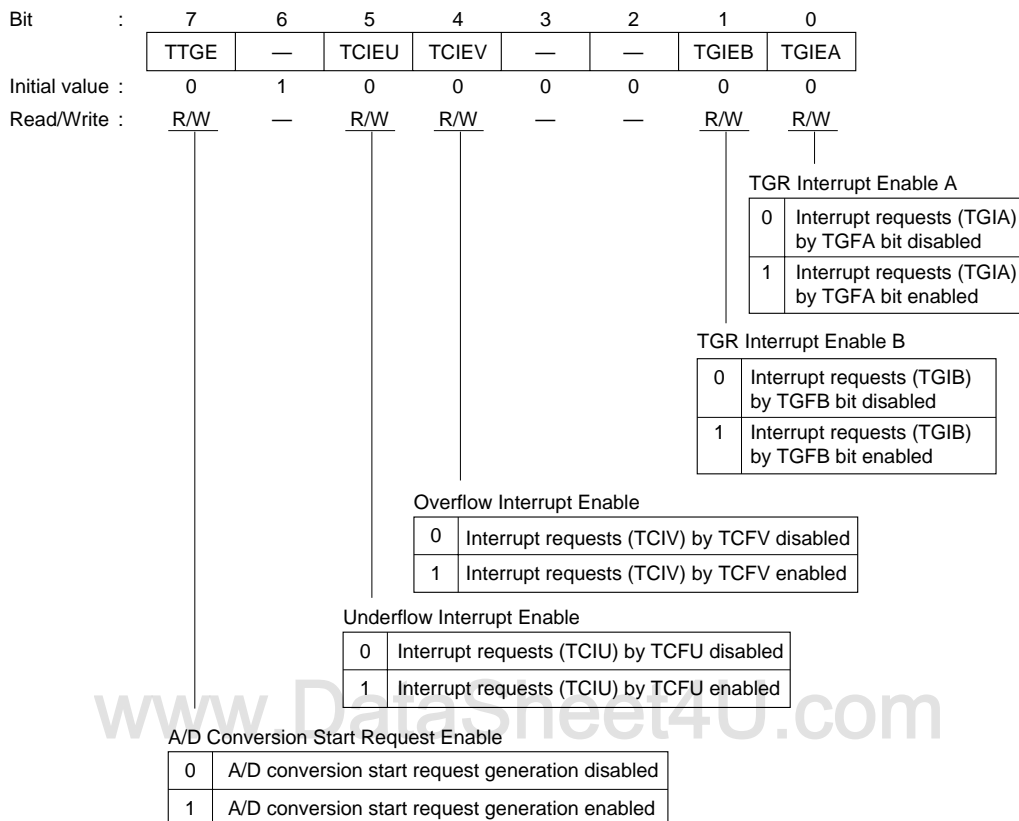 Bit : 7 6 5 4 3 2 1 0
TTGE — TCIEU TCIEV — — TGIEB TGIEA
Initial value : 0 1 0 0 0 0 0 0
Read/Write : R/W — R/W R/W — — R/W R/W
TGR Interrupt Enable A
0 Interrupt requests (TGIA)
by TGFA bit disabled
1 Interrupt requests (TGIA)
by TGFA bit enabled
TGR Interrupt Enable B
0 Interrupt requests (TGIB)
by TGFB bit disabled
1 Interrupt requests (TGIB)
by TGFB bit enabled
Overflow Interrupt Enable
0 Interrupt requests (TCIV) by TCFV disabled
1 Interrupt requests (TCIV) by TCFV enabled
Underflow Interrupt Enable
0 Interrupt requests (TCIU) by TCFU disabled
1 Interrupt requests (TCIU) by TCFU enabled
www.DataSheet4U.com
A/D Conversion Start Request Enable
0 A/D conversion start request generation disabled
1 A/D conversion start request generation enabled